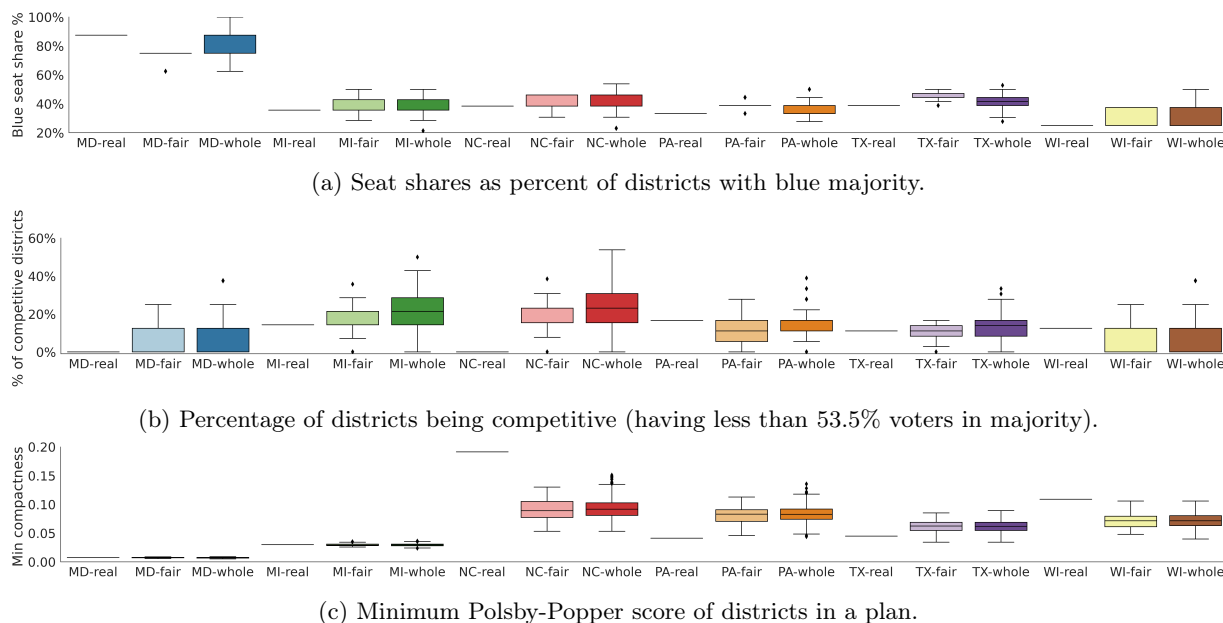 Blue seat share %
100%
80%
60%
40%
20%
MD-real MD-fair MD-whole MI-real MI-fair MI-whole NC-real NC-fair NC-whole PA-real PA-fair PA-whole TX-real TX-fair TX-whole WI-real WI-fair WI-whole
(a) Seat shares as percent of districts with blue majority.
% of competitive districts
60%
40%
20%
0%
MD-real MD-fair MD-whole MI-real MI-fair MI-whole NC-real NC-fair NC-whole PA-real PA-fair PA-whole TX-real TX-fair TX-whole WI-real WI-fair WI-whole
(b) Percentage of districts being competitive (having less than 53.5% voters in majority).
Min compactness
0.20
0.15
0.10
0.05
0.00
MD-real MD-fair MD-whole MI-real MI-fair MI-whole NC-real NC-fair NC-whole PA-real PA-fair PA-whole TX-real TX-fair TX-whole WI-real WI-fair WI-whole
(c) Minimum Polsby-Popper score of districts in a plan.